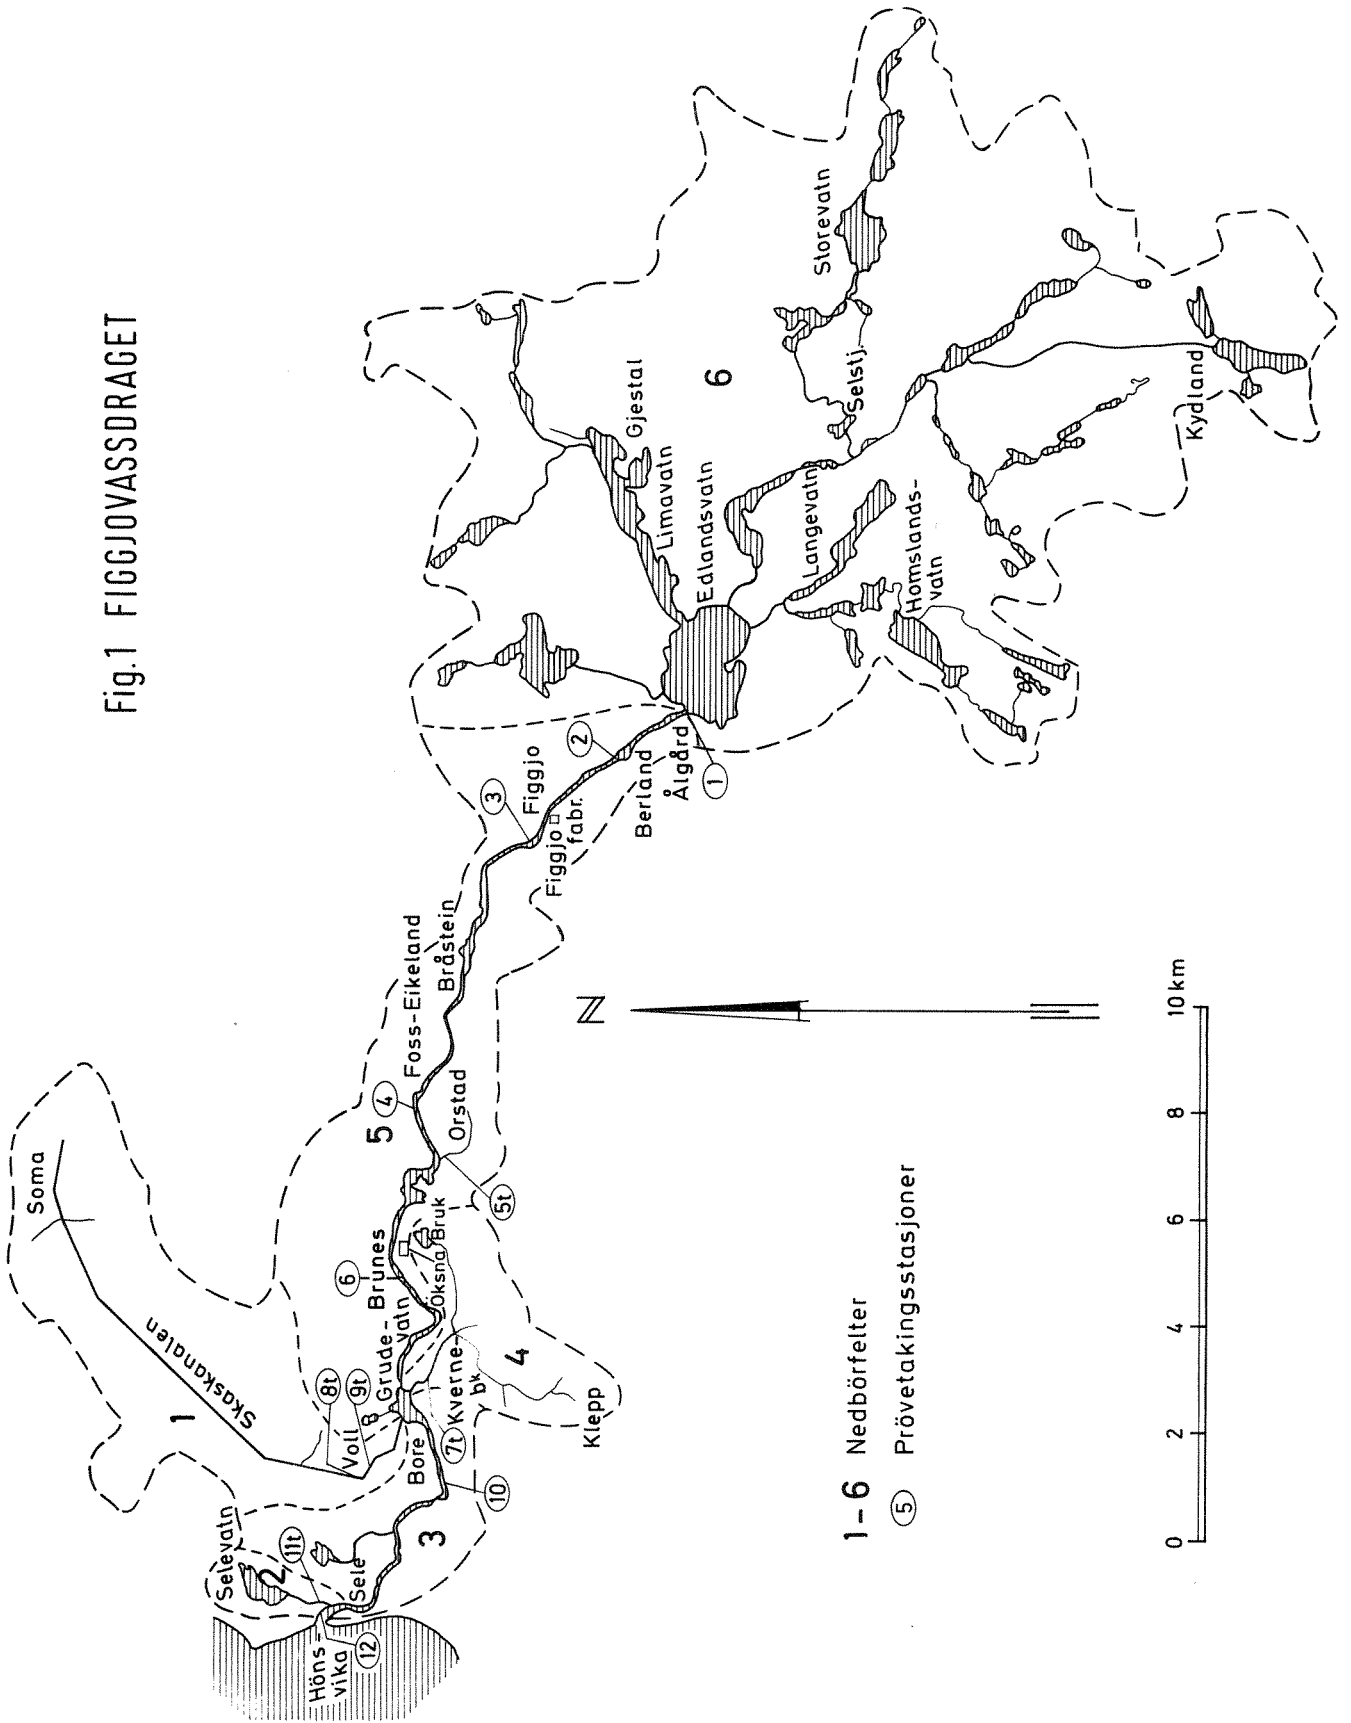 Fig.1 FIGGJOVASSDRAGET
Soma
Skaskanalen
1
Selevatn
2
11t
Sele
Höns-
vika
12
3
Voll
8t
9t
Grude-
vatn
Bore
10
7t
Kverne-
bk.
4
Klepp
Brunes
6
Öksna Bruk
5t
5
4
Orstad
Foss-Eikeland
Bråstein
3
Figgjo
Figgjo
fabr.
2
Berland
Ålgård
1
Edlandsvatn
Limavatn
Gjestal
6
Storevatn
Selstj.
Langevatn
Homslands-
vatn
Kydland
N
0 2 4 6 8 10 km
1-6 Nedbörfelter
5 Prövetakingsstasjoner